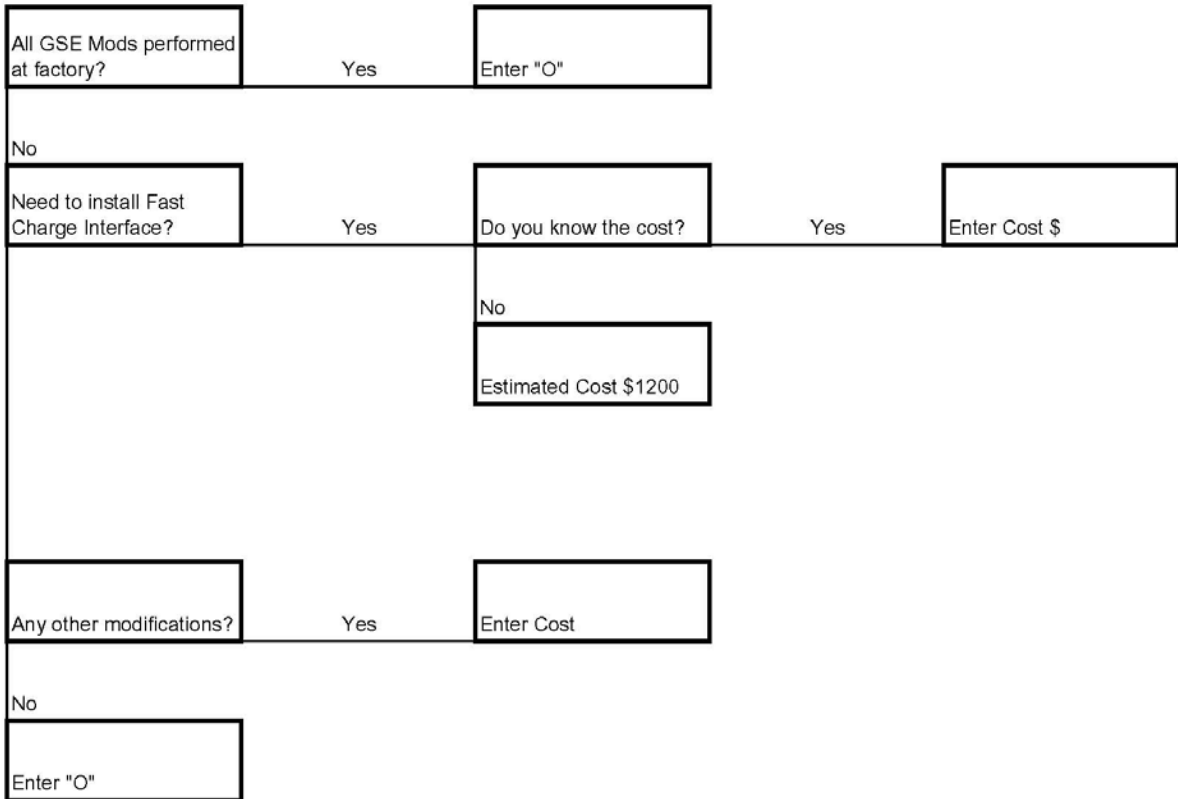 All GSE Mods performed
at factory?
Yes
Enter "O"
No
Need to install Fast
Charge Interface?
Yes
Do you know the cost?
Yes
Enter Cost $
No
Estimated Cost $1200
Any other modifications?
Yes
Enter Cost
No
Enter "O"